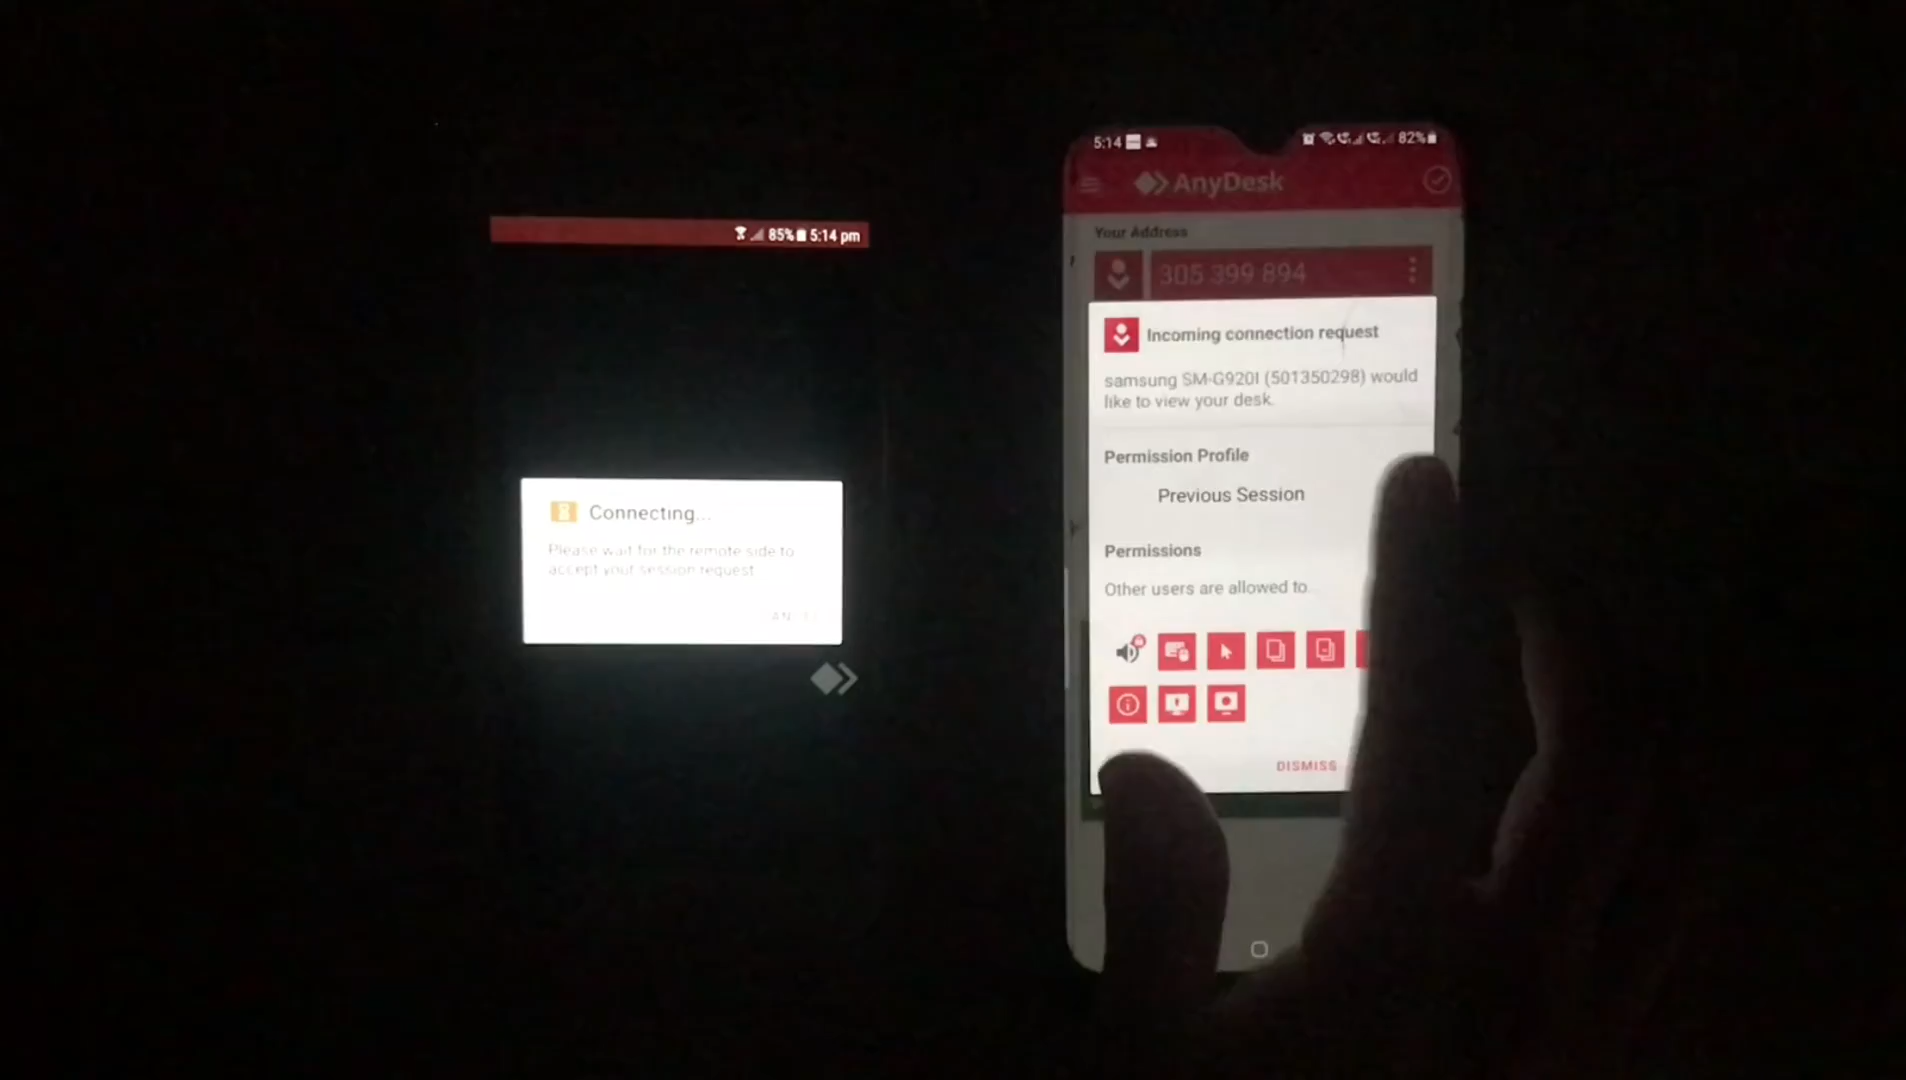 85% 5:14 pm
Connecting...
Please wait for the remote side to
accept your session request
5:14
82%
AnyDesk
Your Address
305 399 894
Incoming connection request
samsung SM-G920I (501350298) would
like to view your desk.
Permission Profile
Previous Session
Permissions
Other users are allowed to
DISMISS